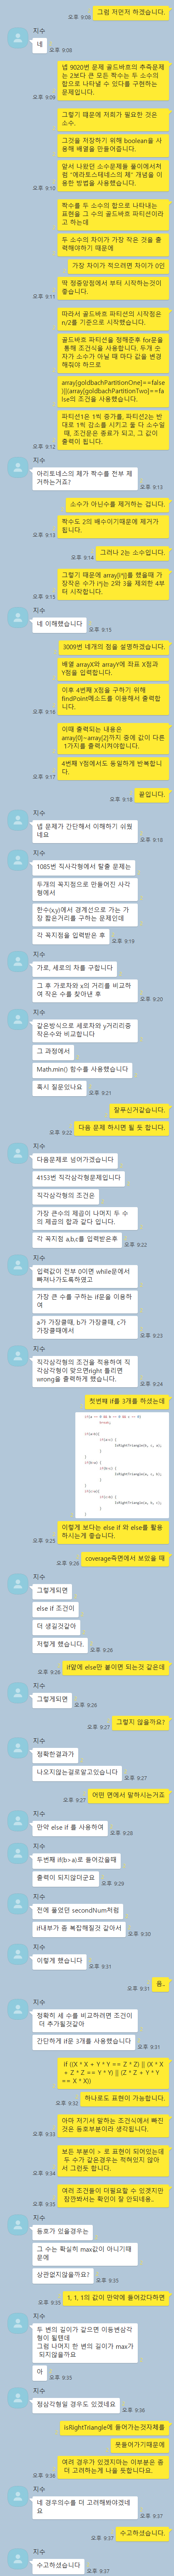 그럼 저먼저 하겠습니다.
오후 9:08
지수
네
오후 9:08
넵 9020번 문제 골드바흐의 추측문제
는 2보다 큰 모든 짝수는 두 소수의
합으로 나타낼 수 있다를 구현하는
문제입니다.
오후 9:09
그렇기 때문에 저희가 필요한 것은
소수.
그것을 저장하기 위해 boolean을 사
용해 배열을 만들어줍니다.
앞서 나왔던 소수문제들 풀이에서처
럼 "에라토스테네스의 체" 개념을 이
용한 방법을 사용했습니다.
오후 9:10
짝수를 두 소수의 합으로 나타내는
표현을 그 수의 골드바흐 파티션이라
고 하는데
두 소수의 차이가 가장 작은 것을 출
력해야하기 때문에
가장 차이가 적으려면 차이가 0인
딱 절중앙점에서 부터 시작하는것이
좋습니다.
오후 9:11
따라서 골드바흐 파티션의 시작점은
n/2를 기준으로 시작했습니다.
골드바흐 파티션을 정해준후 for문을
통해 조건식을 사용합니다. 두개 숫
자가 소수가 아닐 때 마다 값을 변경
해줘야 하므로
array[goldbachPartitionOne]==false
)||(array[goldbachPartitionTwo]==fa
lse의 조건을 사용했습니다.
파티션1은 1씩 증가를, 파티션2는 반
대로 1씩 감소를 시키고 둘 다 소수일
때, 조건문은 종료가 되고, 그 값이
출력이 됩니다.
오후 9:12
지수
아리토테네스의 체가 짝수를 전부 제
거하는거죠?
오후 9:13
소수가 아닌수를 제거하는 겁니다.
오후 9:13
짝수도 2의 배수이기때문에 제거가
됩니다.
그러나 2는 소수입니다.
오후 9:14
그렇기 때문에 array[i*j]를 했을때 가
장작은 수가 i*j는 2와 3을 제외한 4부
터 시작합니다.
오후 9:15
지수
네 이해했습니다
오후 9:15
3009번 네개의 점을 설명하겠습니다.
배열 arrayX와 arrayY에 좌표 X점과
Y점을 입력합니다.
이후 4번째 X점을 구하기 위해
findPoint메소드를 이용해서 출력합
니다.
오후 9:16
이때 출력되는 내용은
array[0]~array[2]까지 중에 값이 다른
1가지를 출력시켜야합니다.
4번째 Y점에서도 동일하게 반복합니
다.
오후 9:17
끝입니다.
오후 9:18
지수
넵 문제가 간단해서 이해하기 쉬웠
네요
오후 9:18
지수
1085번 직사각형에서 탈출 문제는
두개의 꼭지점으로 만들어진 사각
형에서
한수(x,y)에서 경계선으로 가는 가
장 짧은거리를 구하는 문제인데
각 꼭지점을 입력받은 후
오후 9:19
지수
가로, 세로의 차를 구합니다
그 후 가로차와 x의 거리를 비교하
여 작은 수를 찾아낸 후
오후 9:20
지수
같은방식으로 세로차와 y거리리중
작은수와 비교합니다
그 과정에서
Math.min() 함수를 사용했습니다
혹시 질문있나요
오후 9:21
잘푸신거같습니다.
다음 문제 하시면 될 듯 합니다.
오후 9:22
지수
다음문제로 넘어가겠습니다
4153번 직각삼각형문제입니다
직각삼각형의 조건은
가장 큰수의 제곱이 나머지 두 수
의 제곱의 합과 같다 입니다.
각 꼭지점 a,b,c를 입력받은후
오후 9:22
지수
입력값이 전부 0이면 while문에서
빠져나가도록하였고
가장 큰 수를 구하는 if문을 이용하
여
a가 가장클때, b가 가장클때, c가
가장클때에서
오후 9:23
지수
직각삼각형의 조건을 적용하여 직
각삼각형이 맞으면right 틀리면
wrong을 출력하게 했습니다.
오후 9:24
첫번째 if를 3개를 하셨는데
이렇게 보다는 else if 와 else를 활용
하시는게 좋습니다.
오후 9:25
coverage측면에서 보았을 때
오후 9:26
지수
그렇게되면
else if 조건이
더 생길것같아
저렇게 했습니다.
오후 9:26
if앞에 else만 붙이면 되는것 같은데
오후 9:26
지수
그렇게되면
오후 9:26
그렇지 않을까요?
오후 9:27
지수
정확한결과가
나오지않는걸로알고있습니다
오후 9:27
어떤 면에서 말하시는거죠
오후 9:27
지수
만약 else if 를 사용하여
오후 9:28
지수
두번째 if(b>a)로 들어갔을때
출력이 되지않더군요
오후 9:29
지수
전에 풀었던 secondNum처럼
if내부가 좀 복잡해질것 같아서
오후 9:30
지수
이렇게 했습니다
오후 9:31
음..
오후 9:31
지수
정확히 세 수를 비교하려면 조건이
더 추가될것같아
간단하게 if문 3개를 사용했습니다
오후 9:31
if ((X * X + Y * Y == Z * Z) || (X * X
+ Z * Z == Y * Y) || (Z * Z + Y * Y
== X * X))
하나로도 표현이 가능합니다.
오후 9:32
아마 저기서 말하는 조건식에서 빠진
것은 동호부분이라 생각됩니다.
오후 9:33
보든 부분이 > 로 표현이 되어있는데
두 수가 같은경우는 적혀있지 않아
서 그런듯 합니다.
오후 9:34
여러 조건들이 더필요할 수 있겟지만
잠깐봐서는 확인이 잘 안되네용..
오후 9:35
지수
등호가 있을경우는
그 수는 확실히 max값이 아니기때
문에
상관없지않을까요?
오후 9:35
1, 1, 1의 값이 만약에 들어갔다하면
오후 9:35
지수
두 변의 길이가 같으면 이등변삼각
형이 될텐데
그럼 나머지 한 변의 길이가 max가
되지않을까요
아
오후 9:35
지수
정삼각형일 경우도 있겠네요
오후 9:36
isRightTriangle에 들어가는것자체를
못들어가기때문에
여러 경우가 있겠지마는 이부분은 좀
더 고려하는게 나을 듯합니다요.
오후 9:36
지수
네 경우의수를 더 고려해봐야겠네
요
오후 9:37
수고하셨습니다.
오후 9:37
지수
수고하셨습니다
오후 9:37